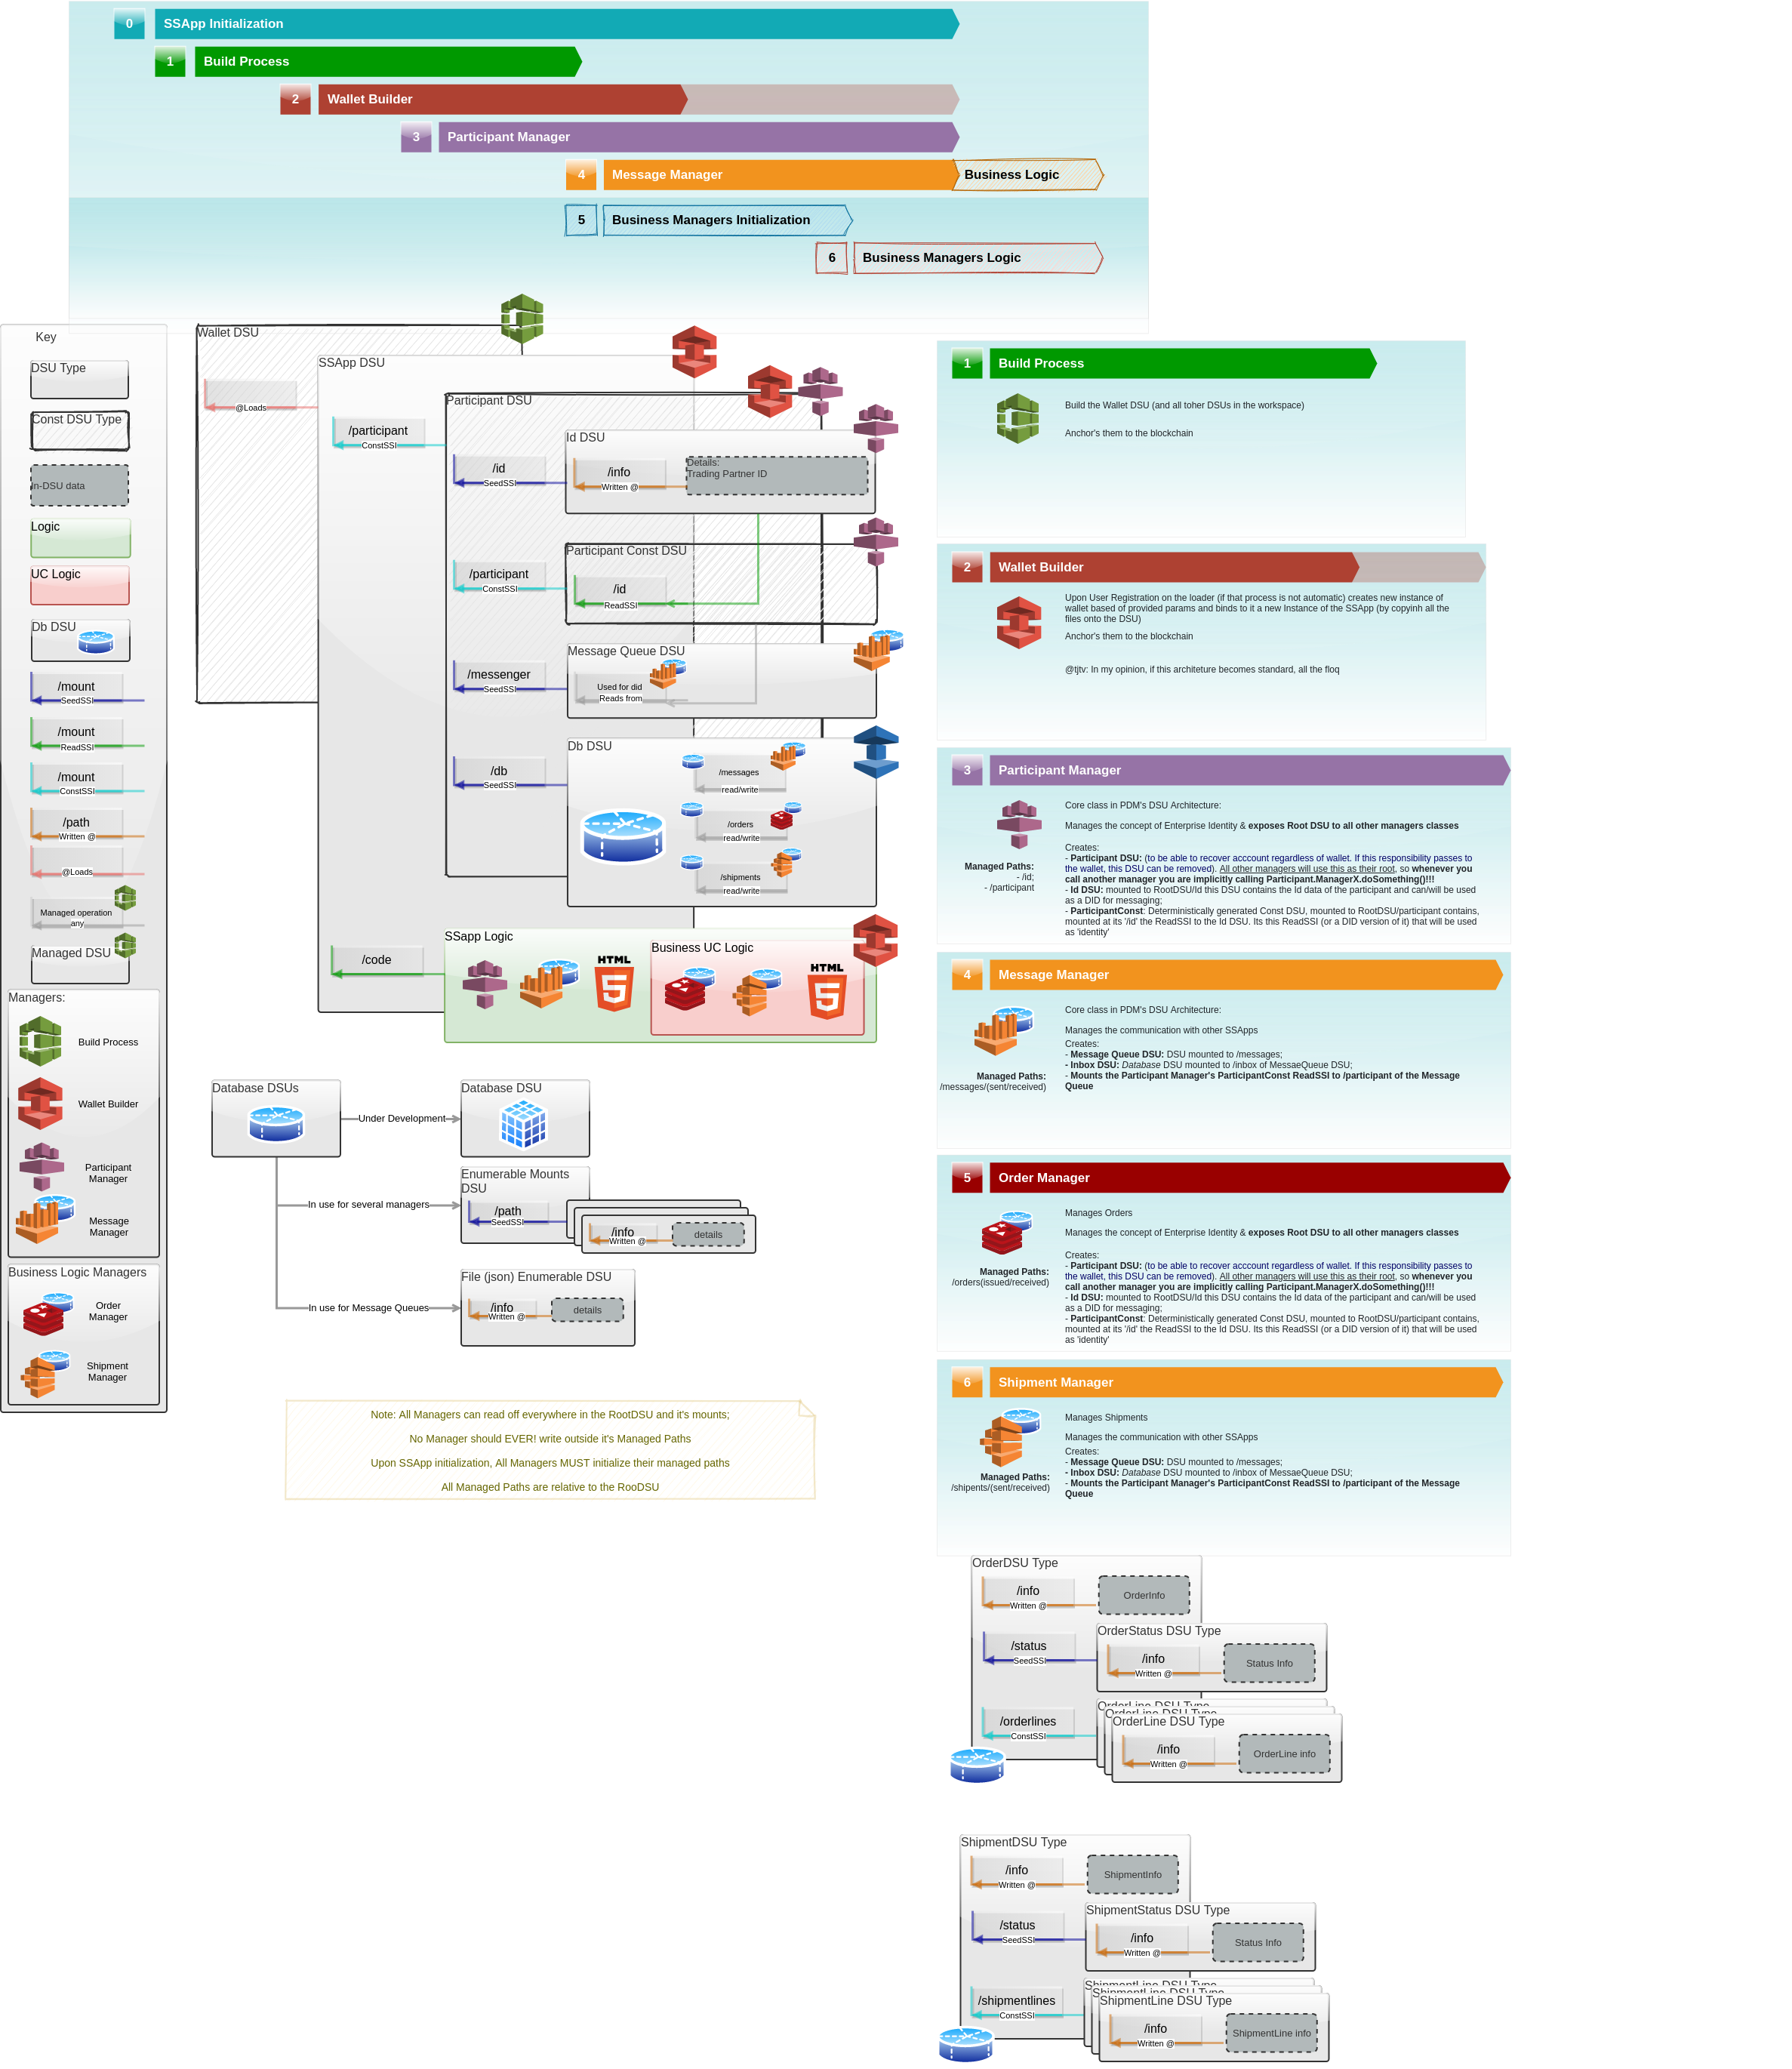 0
SSApp Initialization
1
Build Process
2
Wallet Builder
3
Participant Manager
4
Message Manager
Business Logic
5
Business Managers Initialization
6
Business Managers Logic
Key
DSU Type
Const DSU Type
In-DSU data
Logic
UC Logic
Db DSU
/mount
SeedSSI
/mount
ReadSSI
/mount
ConstSSI
/path
Written @
@Loads
Managed operation
any
Managed DSU
Managers:
Build Process
Wallet Builder
Participant
Manager
Message
Manager
Business Logic Managers
Order
Manager
Shipment
Manager
Wallet DSU
@Loads
SSApp DSU
/participant
ConstSSI
Participant DSU
/id
SeedSSI
Id DSU
/info
Written @
Details:
Trading Partner ID
/participant
ConstSSI
Participant Const DSU
/id
ReadSSI
/messenger
SeedSSI
Message Queue DSU
Used for did
Reads from
/db
SeedSSI
Db DSU
/messages
read/write
/orders
read/write
/shipments
read/write
/code
SSapp Logic
HTML
5
Business UC Logic
HTML
5
Database DSUs
Under Development
Database DSU
In use for several managers
Enumerable Mounts
DSU
/path
SeedSSI
/info
Written @
details
In use for Message Queues
File (json) Enumerable DSU
/info
Written @
details
Note: All Managers can read off everywhere in the RootDSU and it's mounts;
No Manager should EVER! write outside it's Managed Paths
Upon SSApp initialization, All Managers MUST initialize their managed paths
All Managed Paths are relative to the RooDSU
1
Build Process
Build the Wallet DSU (and all toher DSUs in the workspace)
Anchor's them to the blockchain
2
Wallet Builder
Upon User Registration on the loader (if that process is not automatic) creates new instance of
wallet based of provided params and binds to it a new Instance of the SSApp (by copyinh all the
files onto the DSU)
Anchor's them to the blockchain
@tjtv: In my opinion, if this architeture becomes standard, all the floq
3
Participant Manager
Managed Paths:
- /id;
- /participant
Core class in PDM's DSU Architecture:
Manages the concept of Enterprise Identity & exposes Root DSU to all other managers classes
Creates:
- Participant DSU: (to be able to recover acccount regardless of wallet. If this responsibility passes to
the wallet, this DSU can be removed). All other managers will use this as their root, so whenever you
call another manager you are implicitly calling Participant.ManagerX.doSomething()!!!
- Id DSU: mounted to RootDSU/Id this DSU contains the Id data of the participant and can/will be used
as a DID for messaging;
- ParticipantConst: Deterministically generated Const DSU, mounted to RootDSU/participant contains,
mounted at its '/id' the ReadSSI to the Id DSU. Its this ReadSSI (or a DID version of it) that will be used
as 'identity'
4
Message Manager
Managed Paths:
/messages/(sent/received)
Core class in PDM's DSU Architecture:
Manages the communication with other SSApps
Creates:
- Message Queue DSU: DSU mounted to /messages;
- Inbox DSU: Database DSU mounted to /inbox of MessaeQueue DSU;
- Mounts the Participant Manager's ParticipantConst ReadSSI to /participant of the Message
Queue
5
Order Manager
Managed Paths:
/orders(issued/received)
Manages Orders
Manages the concept of Enterprise Identity & exposes Root DSU to all other managers classes
Creates:
- Participant DSU: (to be able to recover acccount regardless of wallet. If this responsibility passes to
the wallet, this DSU can be removed). All other managers will use this as their root, so whenever you
call another manager you are implicitly calling Participant.ManagerX.doSomething()!!!
- Id DSU: mounted to RootDSU/Id this DSU contains the Id data of the participant and can/will be used
as a DID for messaging;
- ParticipantConst: Deterministically generated Const DSU, mounted to RootDSU/participant contains,
mounted at its '/id' the ReadSSI to the Id DSU. Its this ReadSSI (or a DID version of it) that will be used
as 'identity'
6
Shipment Manager
Managed Paths:
/shipents/(sent/received)
Manages Shipments
Manages the communication with other SSApps
Creates:
- Message Queue DSU: DSU mounted to /messages;
- Inbox DSU: Database DSU mounted to /inbox of MessaeQueue DSU;
- Mounts the Participant Manager's ParticipantConst ReadSSI to /participant of the Message
Queue
OrderDSU Type
/info
Written @
OrderInfo
/status
SeedSSI
OrderStatus DSU Type
/info
Written @
Status Info
/orderlines
ConstSSI
OrderLine DSU Type
OrderLine DSU Type
OrderLine DSU Type
/info
Written @
OrderLine info
ShipmentDSU Type
/info
Written @
ShipmentInfo
/status
SeedSSI
ShipmentStatus DSU Type
/info
Written @
Status Info
/shipmentlines
ConstSSI
ShipmentLine DSU Type
ShipmentLine DSU Type
ShipmentLine DSU Type
/info
Written @
ShipmentLine info